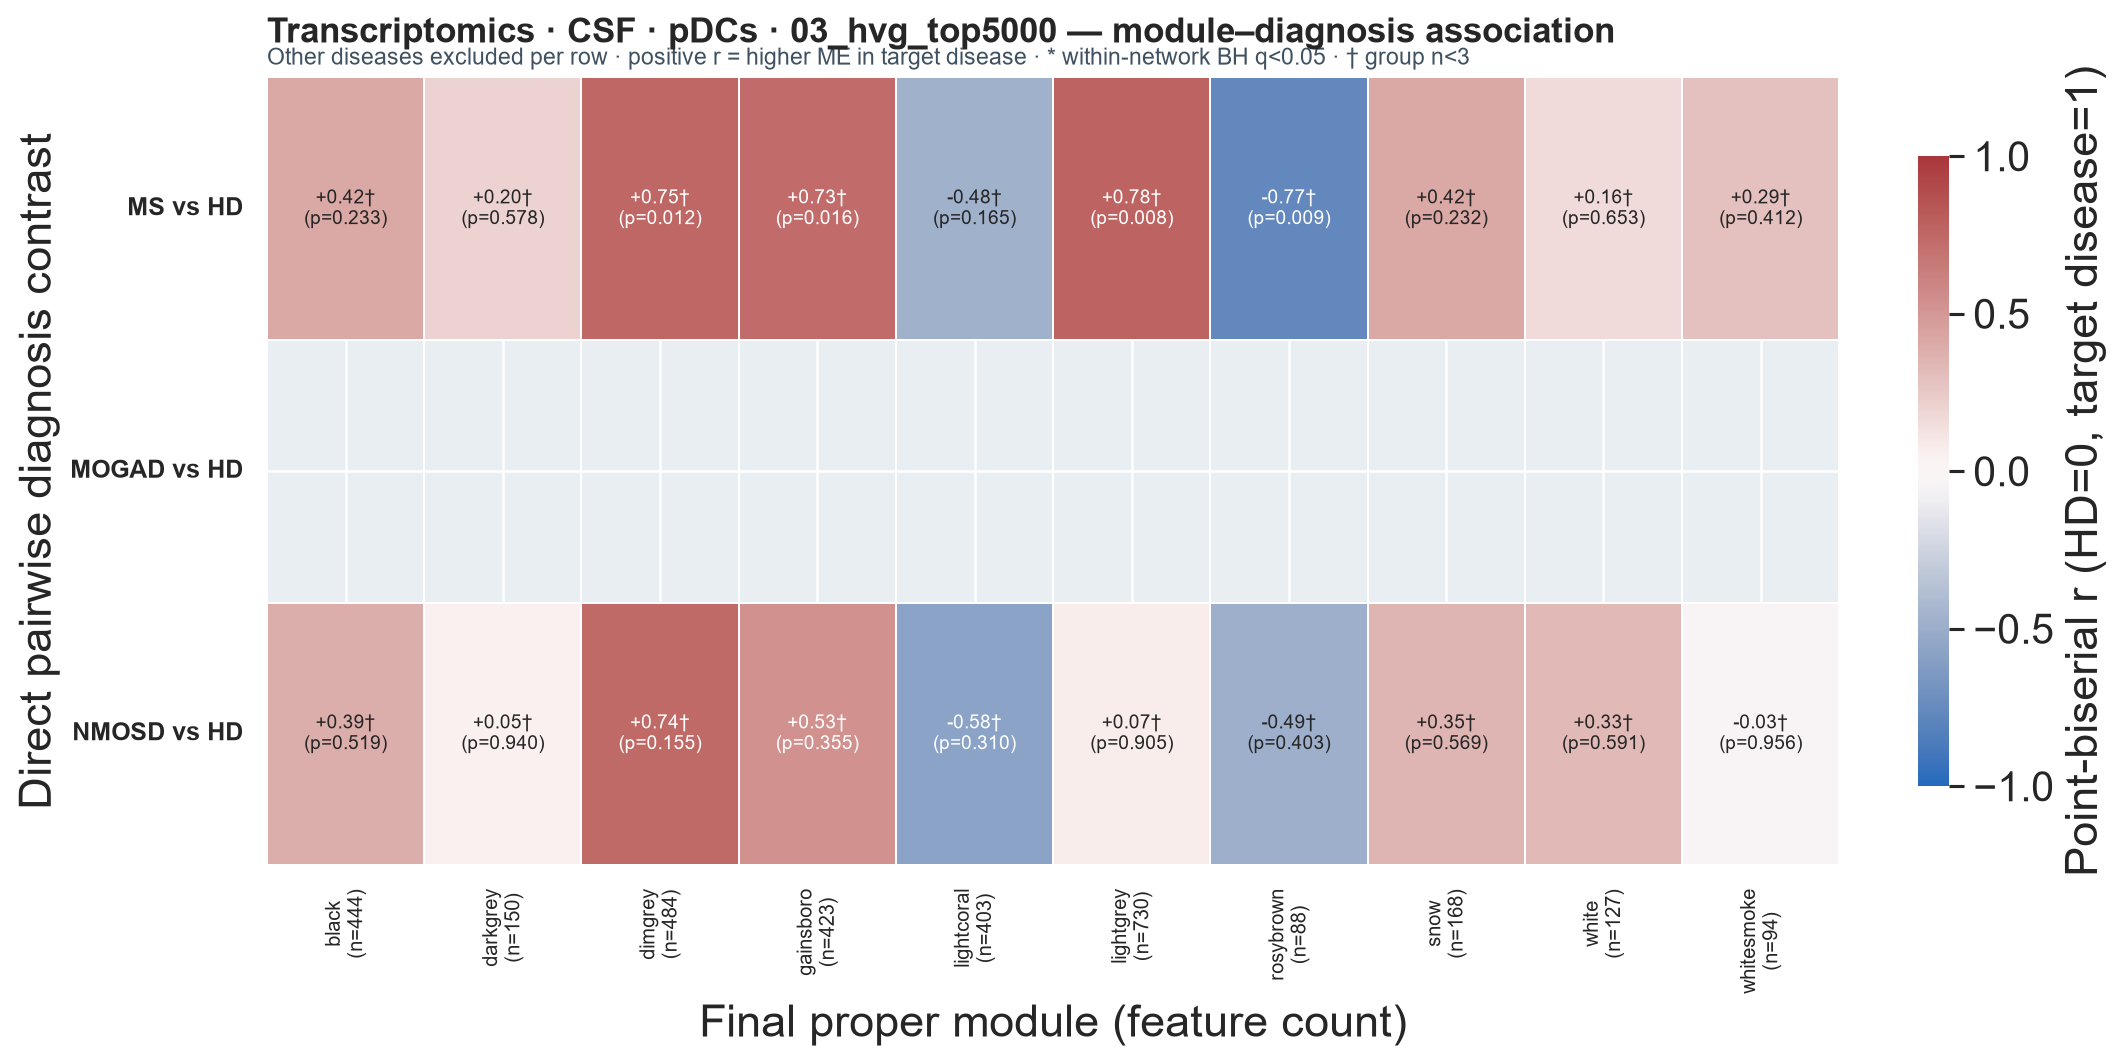 Transcriptomics · CSF · pDCs · 03_hvg_top5000 — module–diagnosis association
Other diseases excluded per row · positive r = higher ME in target disease · * within-network BH q<0.05 · † group n<3
Direct pairwise diagnosis contrast
MS vs HD
+0.42†
(p=0.233)
+0.20†
(p=0.578)
+0.75†
(p=0.012)
+0.73†
(p=0.016)
-0.48†
(p=0.165)
+0.78†
(p=0.008)
-0.77†
(p=0.009)
+0.42†
(p=0.232)
+0.16†
(p=0.653)
+0.29†
(p=0.412)
MOGAD vs HD
NMOSD vs HD
+0.39†
(p=0.519)
+0.05†
(p=0.940)
+0.74†
(p=0.155)
+0.53†
(p=0.355)
-0.58†
(p=0.310)
+0.07†
(p=0.905)
-0.49†
(p=0.403)
+0.35†
(p=0.569)
+0.33†
(p=0.591)
-0.03†
(p=0.956)
black
(n=444)
darkgrey
(n=150)
dimgrey
(n=484)
gainsboro
(n=423)
lightcoral
(n=403)
lightgrey
(n=730)
rosybrown
(n=88)
snow
(n=168)
white
(n=127)
whitesmoke
(n=94)
Final proper module (feature count)
1.0
0.5
0.0
−0.5
−1.0
Point-biserial r (HD=0, target disease=1)